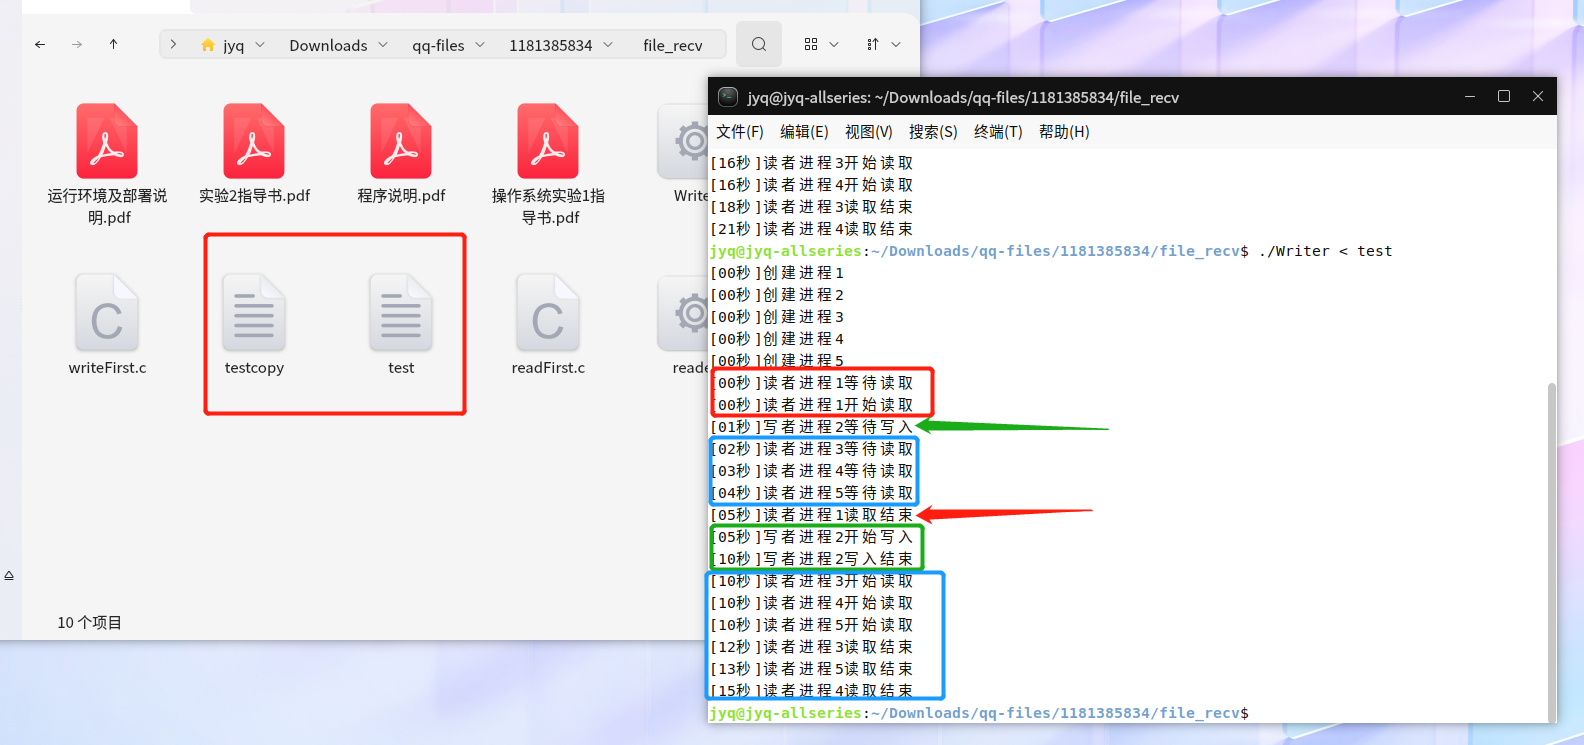 jyq
Downloads
qq-files
1181385834
file_recv
运行环境及部署说
明.pdf
实验2指导书.pdf
程序说明.pdf
操作系统实验1指
导书.pdf
Write
writeFirst.c
testcopy
test
readFirst.c
reade
10 个项目
jyq@jyq-allseries: ~/Downloads/qq-files/1181385834/file_recv
文件(F) 编辑(E) 视图(V) 搜索(S) 终端(T) 帮助(H)
[16秒]读者进程3开始读取
[16秒]读者进程4开始读取
[18秒]读者进程3读取结束
[21秒]读者进程4读取结束
jyq@jyq-allseries:~/Downloads/qq-files/1181385834/file_recv$ ./Writer < test
[00秒]创建进程1
[00秒]创建进程2
[00秒]创建进程3
[00秒]创建进程4
[00秒]创建进程5
[00秒]读者进程1等待读取
[00秒]读者进程1开始读取
[01秒]写者进程2等待写入
[02秒]读者进程3等待读取
[03秒]读者进程4等待读取
[04秒]读者进程5等待读取
[05秒]读者进程1读取结束
[05秒]写者进程2开始写入
[10秒]写者进程2写入结束
[10秒]读者进程3开始读取
[10秒]读者进程4开始读取
[10秒]读者进程5开始读取
[12秒]读者进程3读取结束
[13秒]读者进程5读取结束
[15秒]读者进程4读取结束
jyq@jyq-allseries:~/Downloads/qq-files/1181385834/file_recv$